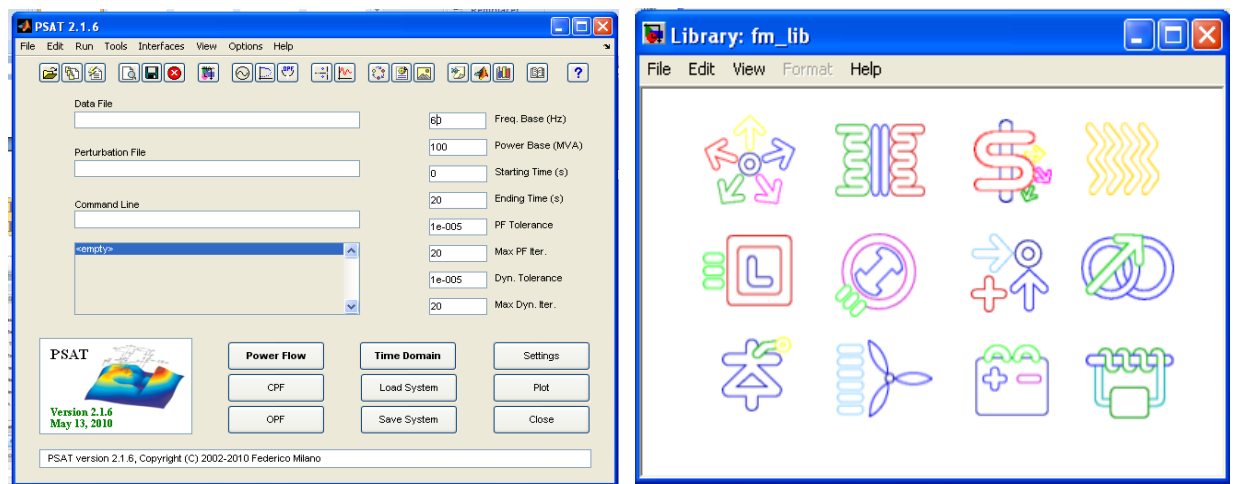 PSAT 2.1.6
File Edit Run Tools Interfaces View Options Help
Data File
Perturbation File
Command Line
<empty>
60 Freq. Base (Hz)
100 Power Base (MVA)
0 Starting Time (s)
20 Ending Time (s)
1e-005 PF Tolerance
20 Max PF Iter.
1e-005 Dyn. Tolerance
20 Max Dyn. Iter.
PSAT
Version 2.1.6
May 13, 2010
Power Flow Time Domain Settings
CPF Load System Plot
OPF Save System Close
PSAT version 2.1.6, Copyright (C) 2002-2010 Federico Milano
Library: fm_lib
File Edit View Format Help
L